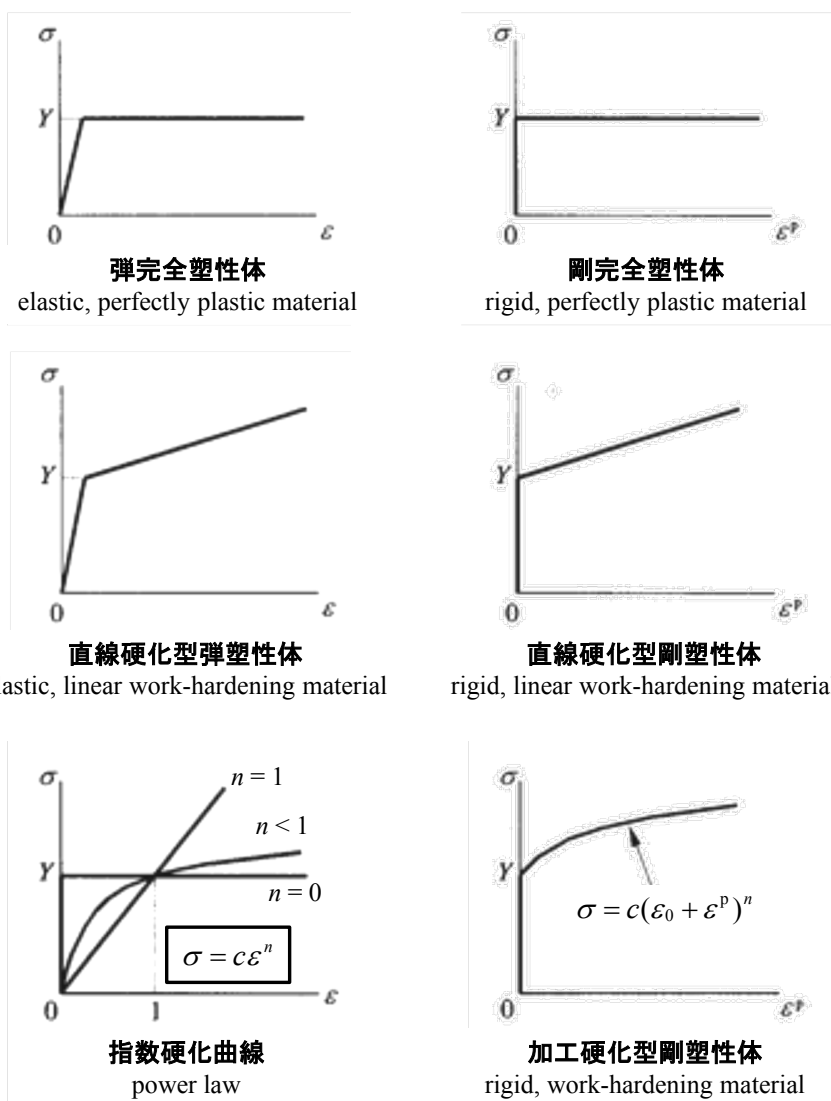 σ
Y
0
ε
弾完全塑性体
elastic, perfectly plastic material
σ
Y
0
εᵖ
剛完全塑性体
rigid, perfectly plastic material
σ
Y
0
ε
直線硬化型弾塑性体
lastic, linear work-hardening material
σ
Y
0
εᵖ
直線硬化型剛塑性体
rigid, linear work-hardening materia
σ
n = 1
n < 1
Y
n = 0
σ = cεⁿ
0
1
ε
指数硬化曲線
power law
σ
Y
σ = c(ε₀ + εᵖ)ⁿ
0
εᵖ
加工硬化型剛塑性体
rigid, work-hardening material